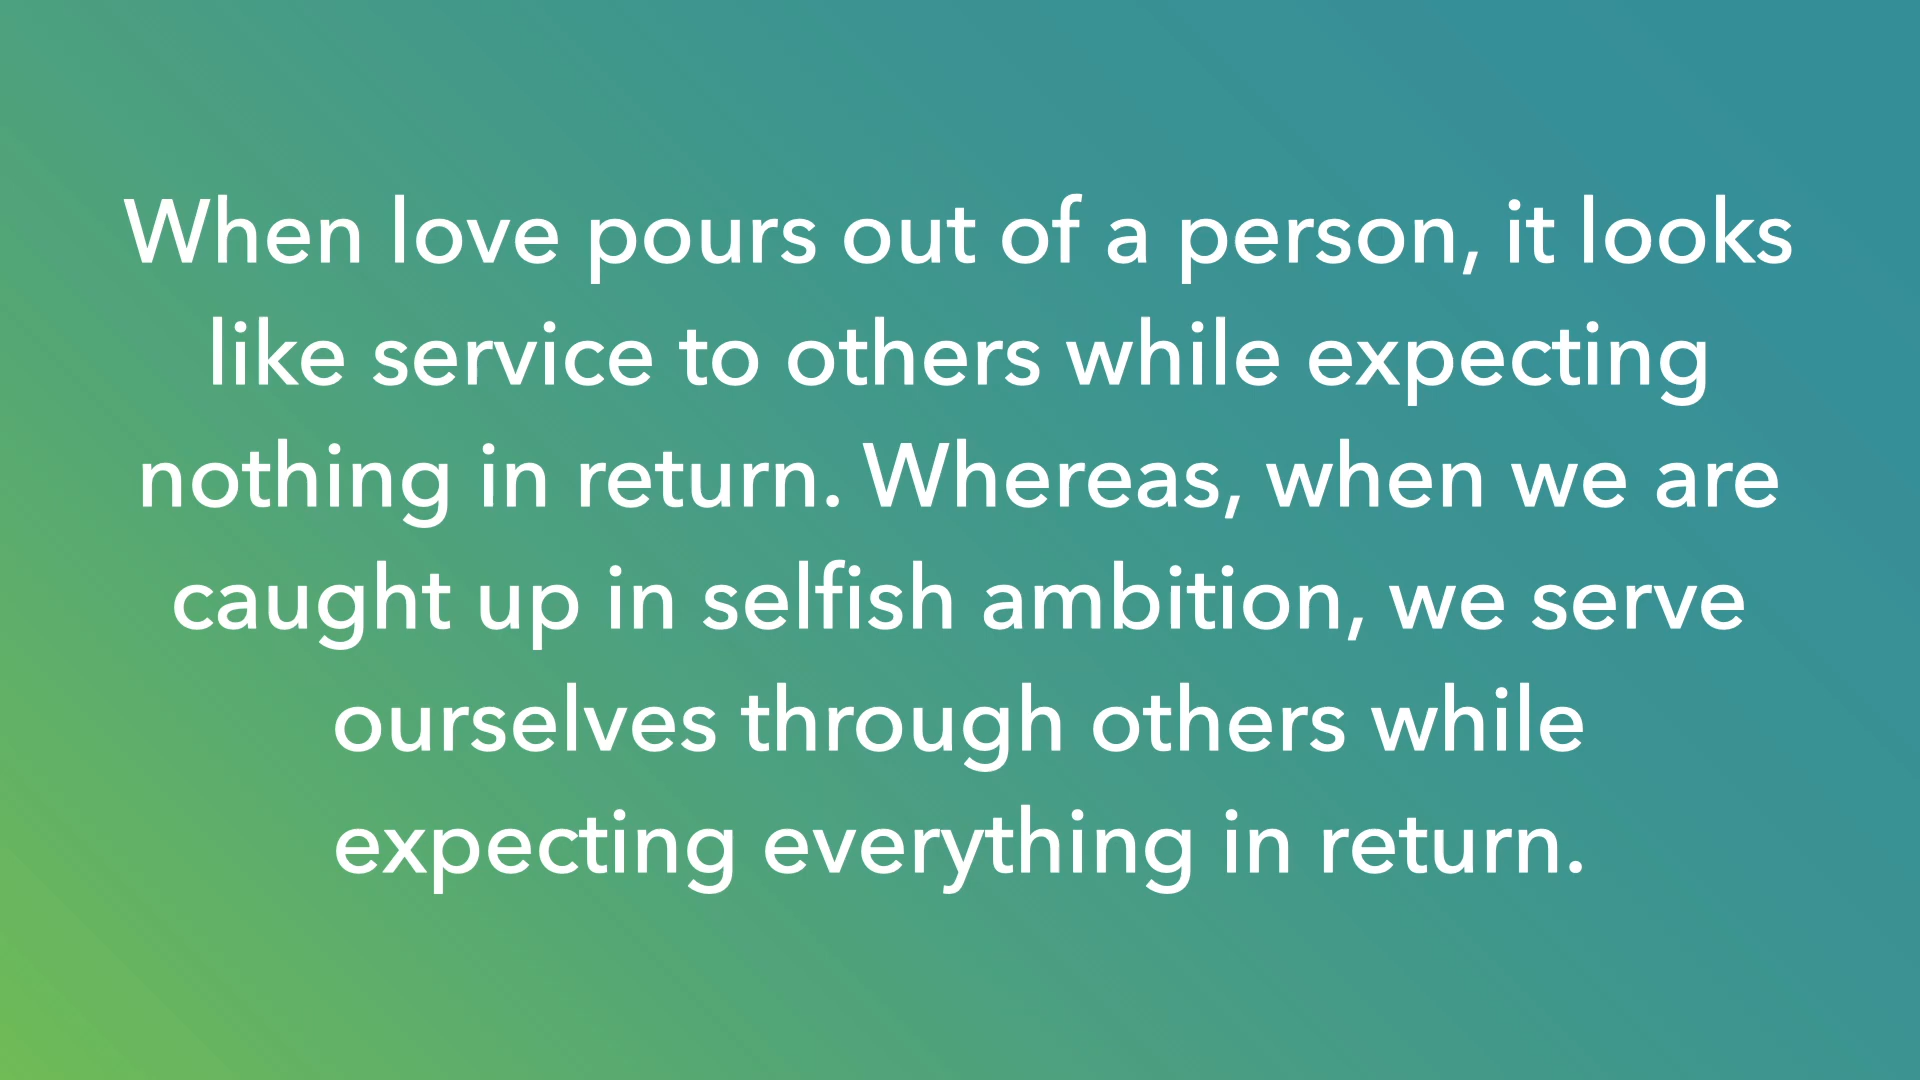 When love pours out of a person, it looks
like service to others while expecting
nothing in return. Whereas, when we are
caught up in selfish ambition, we serve
ourselves through others while
expecting everything in return.